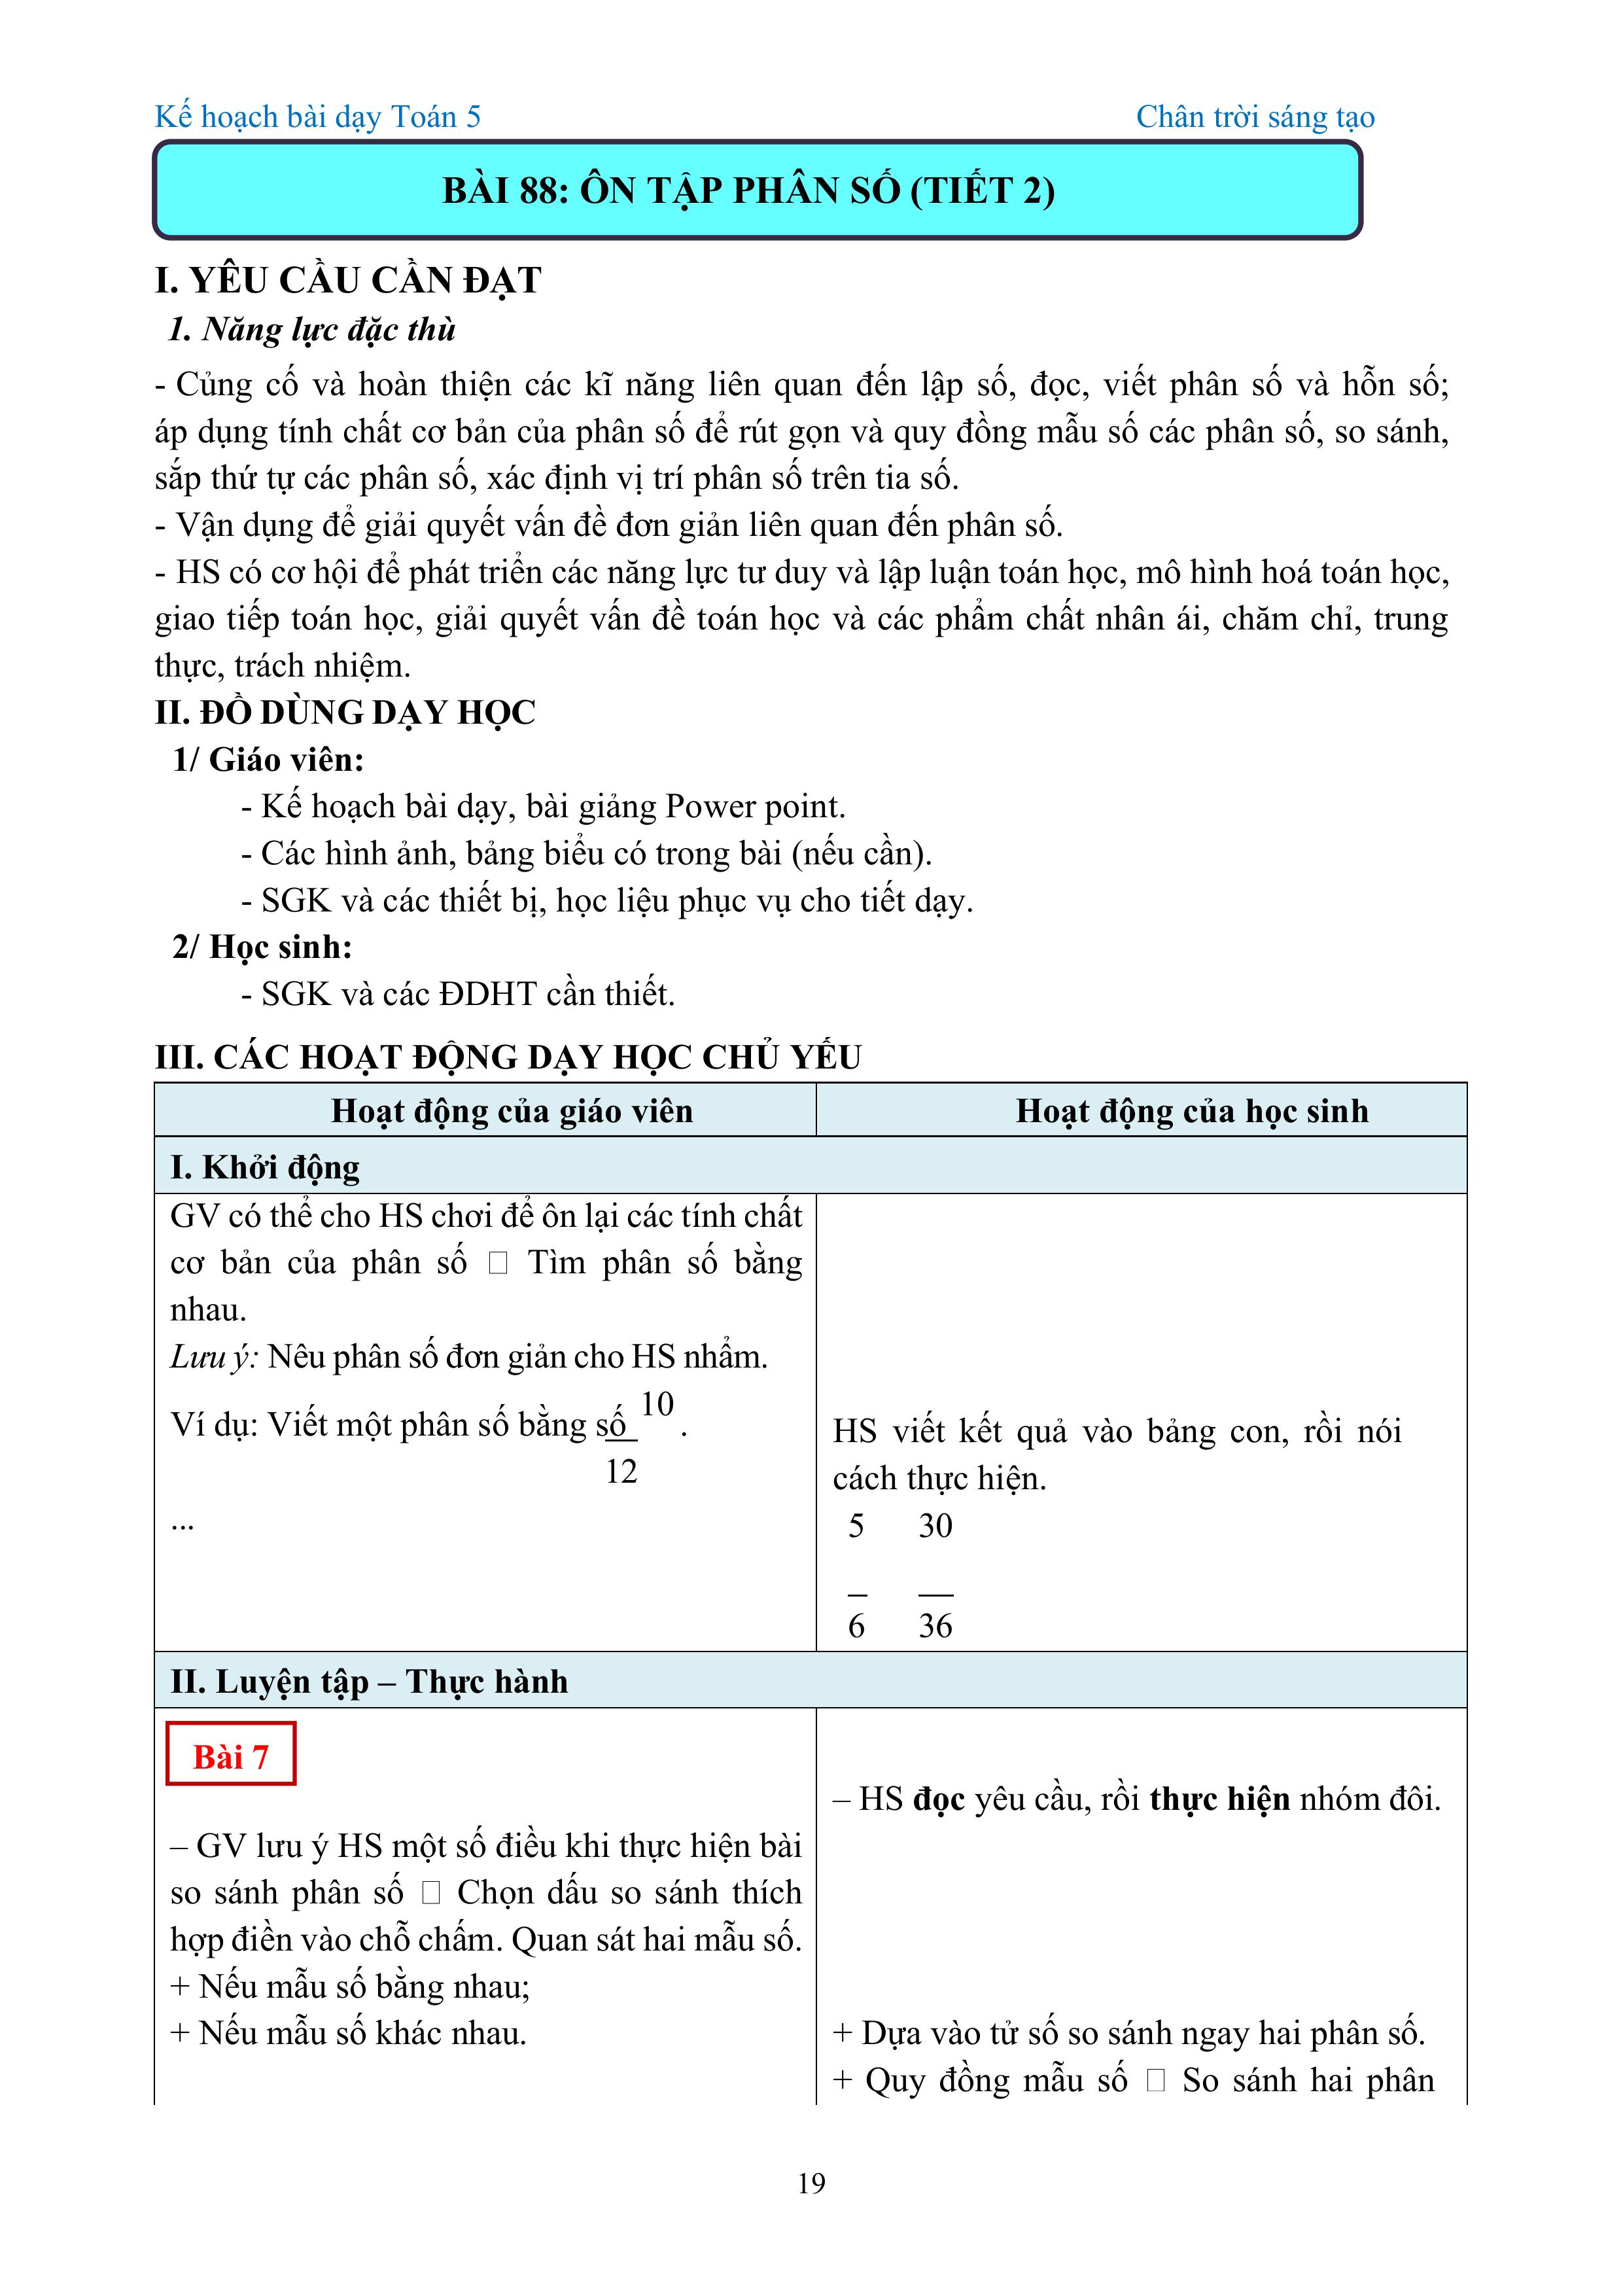 Kế hoạch bài dạy Toán 5 Chân trời sáng tạo
BÀI 88: ÔN TẬP PHÂN SỐ (TIẾT 2)
I. YÊU CẦU CẦN ĐẠT
1. Năng lực đặc thù
- Củng cố và hoàn thiện các kĩ năng liên quan đến lập số, đọc, viết phân số và hỗn số;
áp dụng tính chất cơ bản của phân số để rút gọn và quy đồng mẫu số các phân số, so sánh,
sắp thứ tự các phân số, xác định vị trí phân số trên tia số.
- Vận dụng để giải quyết vấn đề đơn giản liên quan đến phân số.
- HS có cơ hội để phát triển các năng lực tư duy và lập luận toán học, mô hình hoá toán học,
giao tiếp toán học, giải quyết vấn đề toán học và các phẩm chất nhân ái, chăm chỉ, trung
thực, trách nhiệm.
II. ĐỒ DÙNG DẠY HỌC
1/ Giáo viên:
- Kế hoạch bài dạy, bài giảng Power point.
- Các hình ảnh, bảng biểu có trong bài (nếu cần).
- SGK và các thiết bị, học liệu phục vụ cho tiết dạy.
2/ Học sinh:
- SGK và các ĐDHT cần thiết.
III. CÁC HOẠT ĐỘNG DẠY HỌC CHỦ YẾU
Hoạt động của giáo viên Hoạt động của học sinh
I. Khởi động
GV có thể cho HS chơi để ôn lại các tính chất
cơ bản của phân số □ Tìm phân số bằng
nhau.
Lưu ý: Nêu phân số đơn giản cho HS nhẩm.
Ví dụ: Viết một phân số bằng số 10 .
12
...
HS viết kết quả vào bảng con, rồi nói
cách thực hiện.
5 30
6 36
II. Luyện tập – Thực hành
Bài 7
– GV lưu ý HS một số điều khi thực hiện bài
so sánh phân số □ Chọn dấu so sánh thích
hợp điền vào chỗ chấm. Quan sát hai mẫu số.
+ Nếu mẫu số bằng nhau;
+ Nếu mẫu số khác nhau.
– HS đọc yêu cầu, rồi thực hiện nhóm đôi.
+ Dựa vào tử số so sánh ngay hai phân số.
+ Quy đồng mẫu số □ So sánh hai phân
19